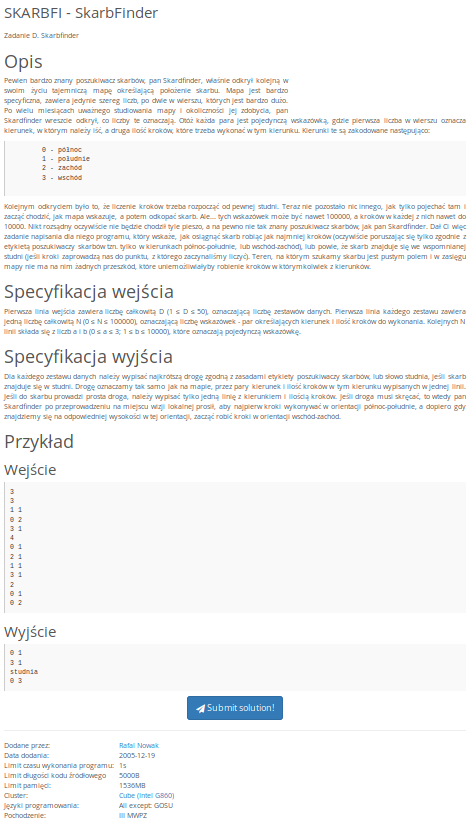 SKARBFI - SkarbFinder
Zadanie D. Skarbfinder
Opis
Pewien bardzo znany poszukiwacz skarbów, pan Skardfinder, właśnie odkrył kolejną w
swoim życiu tajemniczą mapę określającą położenie skarbu. Mapa jest bardzo
specyficzna, zawiera jedynie szereg liczb, po dwie w wierszu, których jest bardzo dużo.
Po wielu miesiącach uważnego studiowania mapy i okoliczności jej zdobycia, pan
Skardfinder wreszcie odkrył, co liczby te oznaczają. Otóż każda para jest pojedynczą wskazówką, gdzie pierwsza liczba w wierszu oznacza
kierunek, w którym należy iść, a druga ilość kroków, które trzeba wykonać w tym kierunku. Kierunki te są zakodowane następująco:
0 - północ
1 - południe
2 - zachód
3 - wschód
Kolejnym odkryciem było to, że liczenie kroków trzeba rozpocząć od pewnej studni. Teraz nie pozostało nic innego, jak tylko pojechać tam i
zacząć chodzić, jak mapa wskazuje, a potem odkopać skarb. Ale... tych wskazówek może być nawet 100000, a kroków w każdej z nich nawet do
10000. Nikt rozsądny oczywiście nie będzie chodził tyle pieszo, a na pewno nie tak znany poszukiwacz skarbów, jak pan Skardfinder. Dał Ci więc
zadanie napisania dla niego programu, który wskaże, jak osiągnąć skarb robiąc jak najmniej kroków (oczywiście poruszając się tylko zgodnie z
etykietą poszukiwaczy skarbów tzn. tylko w kierunkach północ-południe, lub wschód-zachód), lub powie, że skarb znajduje się we wspomnianej
studni (jeśli kroki zaprowadzą nas do punktu, z którego zaczynaliśmy liczyć). Teren, na którym szukamy skarbu jest pustym polem i w zasięgu
mapy nie ma na nim żadnych przeszkód, które uniemożliwiałyby robienie kroków w którymkolwiek z kierunków.
Specyfikacja wejścia
Pierwsza linia wejścia zawiera liczbę całkowitą D (1 ≤ D ≤ 50), oznaczającą liczbę zestawów danych. Pierwsza linia każdego zestawu zawiera
jedną liczbę całkowitą N (0 ≤ N ≤ 100000), oznaczającą liczbę wskazówek - par określających kierunek i ilość kroków do wykonania. Kolejnych N
linii składa się z liczb a i b (0 ≤ a ≤ 3; 1 ≤ b ≤ 10000), które oznaczają pojedynczą wskazówkę.
Specyfikacja wyjścia
Dla każdego zestawu danych należy wypisać najkrótszą drogę zgodną z zasadami etykiety poszukiwaczy skarbów, lub słowo studnia, jeśli skarb
znajduje się w studni. Drogę oznaczamy tak samo jak na mapie, przez pary kierunek i ilość kroków w tym kierunku wypisanych w jednej linii.
Jeśli do skarbu prowadzi prosta droga, należy wypisać tylko jedną linię z kierunkiem i ilością kroków. Jeśli droga musi skręcać, to wtedy pan
Skardfinder po przeprowadzeniu na miejscu wizji lokalnej prosił, aby najpierw kroki wykonywać w orientacji północ-południe, a dopiero gdy
znajdziemy się na odpowiedniej wysokości w tej orientacji, zacząć robić kroki w orientacji wschód-zachód.
Przykład
Wejście
3
3
1 1
0 2
3 1
4
0 1
2 1
1 1
3 1
2
0 1
0 2
Wyjście
0 1
3 1
studnia
0 3
Submit solution!
Dodane przez: Rafał Nowak
Data dodania: 2005-12-19
Limit czasu wykonania programu: 1s
Limit długości kodu źródłowego 50000B
Limit pamięci: 1536MB
Cluster: Cube (Intel G860)
Języki programowania: All except: GOSU
Pochodzenie: III MWPZ